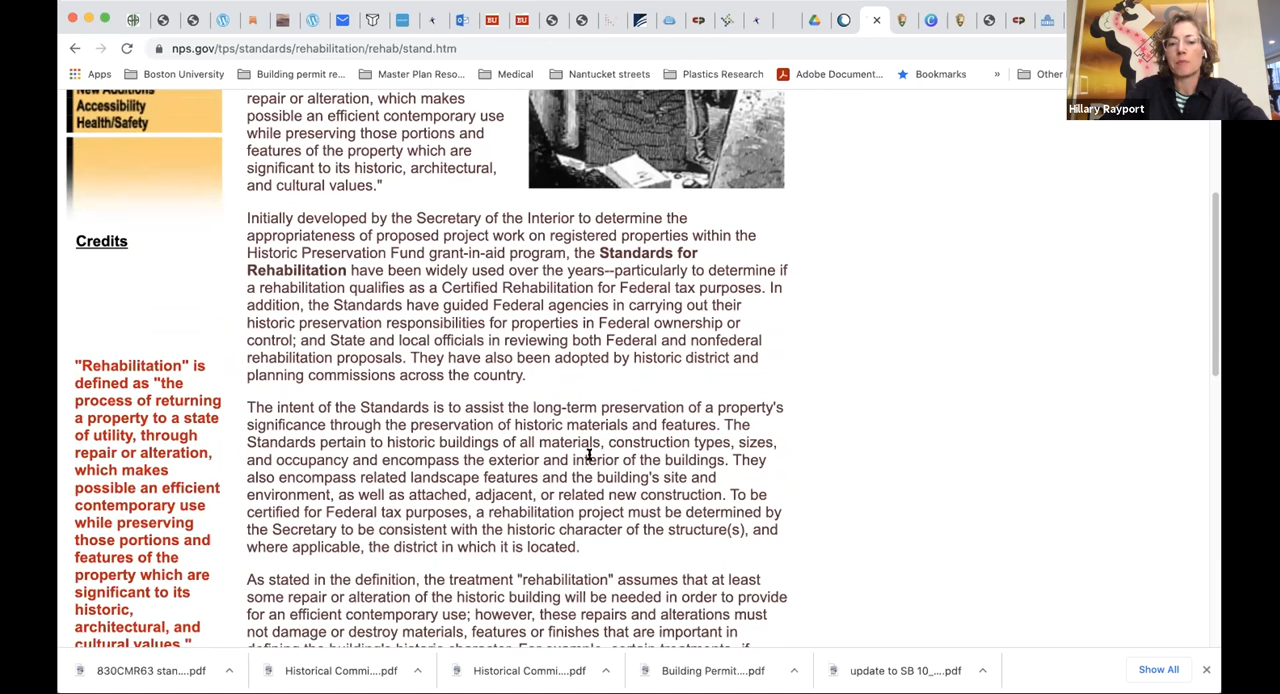 nps.gov/tps/standards/rehabilitation/rehab/stand.htm
Apps
Boston University
Building permit re...
Master Plan Reso...
Medical
Nantucket streets
Plastics Research
Adobe Document...
Bookmarks
»
Other
Hilary Rayport
New Additions
Accessibility
Health/Safety
Credits
"Rehabilitation" is
defined as "the
process of returning
a property to a state
of utility, through
repair or alteration,
which makes
possible an efficient
contemporary use
while preserving
those portions and
features of the
property which are
significant to its
historic,
architectural, and
cultural values."
repair or alteration, which makes
possible an efficient contemporary use
while preserving those portions and
features of the property which are
significant to its historic, architectural,
and cultural values."
Initially developed by the Secretary of the Interior to determine the
appropriateness of proposed project work on registered properties within the
Historic Preservation Fund grant-in-aid program, the Standards for
Rehabilitation have been widely used over the years--particularly to determine if
a rehabilitation qualifies as a Certified Rehabilitation for Federal tax purposes. In
addition, the Standards have guided Federal agencies in carrying out their
historic preservation responsibilities for properties in Federal ownership or
control; and State and local officials in reviewing both Federal and nonfederal
rehabilitation proposals. They have also been adopted by historic district and
planning commissions across the country.
The intent of the Standards is to assist the long-term preservation of a property's
significance through the preservation of historic materials and features. The
Standards pertain to historic buildings of all materials, construction types, sizes,
and occupancy and encompass the exterior and interior of the buildings. They
also encompass related landscape features and the building's site and
environment, as well as attached, adjacent, or related new construction. To be
certified for Federal tax purposes, a rehabilitation project must be determined by
the Secretary to be consistent with the historic character of the structure(s), and
where applicable, the district in which it is located.
As stated in the definition, the treatment "rehabilitation" assumes that at least
some repair or alteration of the historic building will be needed in order to provide
for an efficient contemporary use; however, these repairs and alterations must
not damage or destroy materials, features or finishes that are important in
defining the building's historic character. For example, certain treatments--if
830CMR63 stan....pdf
Historical Commi....pdf
Historical Commi....pdf
Building Permit....pdf
update to SB 10_....pdf
Show All